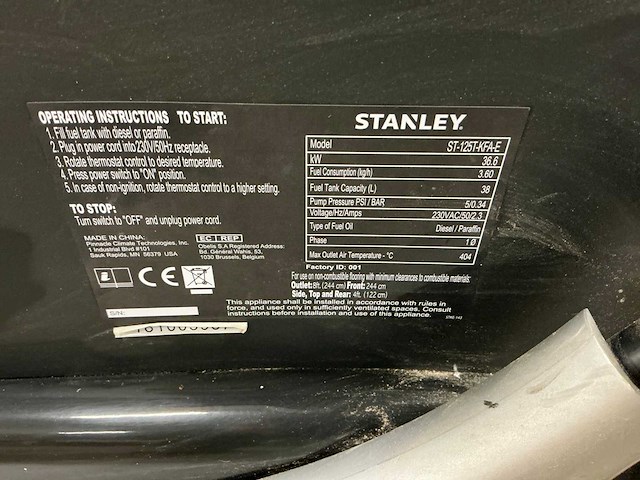 OPERATING INSTRUCTIONS TO START:
1. Fill fuel tank with diesel or paraffin.
2. Plug in power cord into 230V/50Hz receptacle.
3. Rotate thermostat control to desired temperature.
4. Press power switch to "ON" position.
5. In case of non-ignition, rotate thermostat control to a higher setting.
TO STOP:
Turn switch to "OFF" and unplug power cord.
MADE IN CHINA:
Pinnacle Climate Technologies, Inc.
1 Industrial Blvd #101
Sauk Rapids, MN 56379 USA
EC REP
Obelis S.A Registered Address:
Bd. Général Wahis, 53,
1030 Brussels, Belgium
CE
S/N:
STANLEY.
Model ST-125T-KFA-E
kW 36.6
Fuel Consumption (kg/h) 3.60
Fuel Tank Capacity (L) 38
Pump Pressure PSI / BAR 5/0.34
Voltage/Hz/Amps 230VAC/50/2.3
Type of Fuel Oil Diesel / Paraffin
Phase 1 Ø
Max Outlet Air Temperature - °C 404
Factory ID: 001
For use on non-combustible flooring with minimum clearances to combustible materials:
Outlet: 8ft. (244 cm) Front: 244 cm
Side, Top and Rear: 4ft. (122 cm)
This appliance shall be installed in accordance with rules in
force, and used only in sufficiently ventilated spaces. Consult
instructions before installation and use of this appliance.